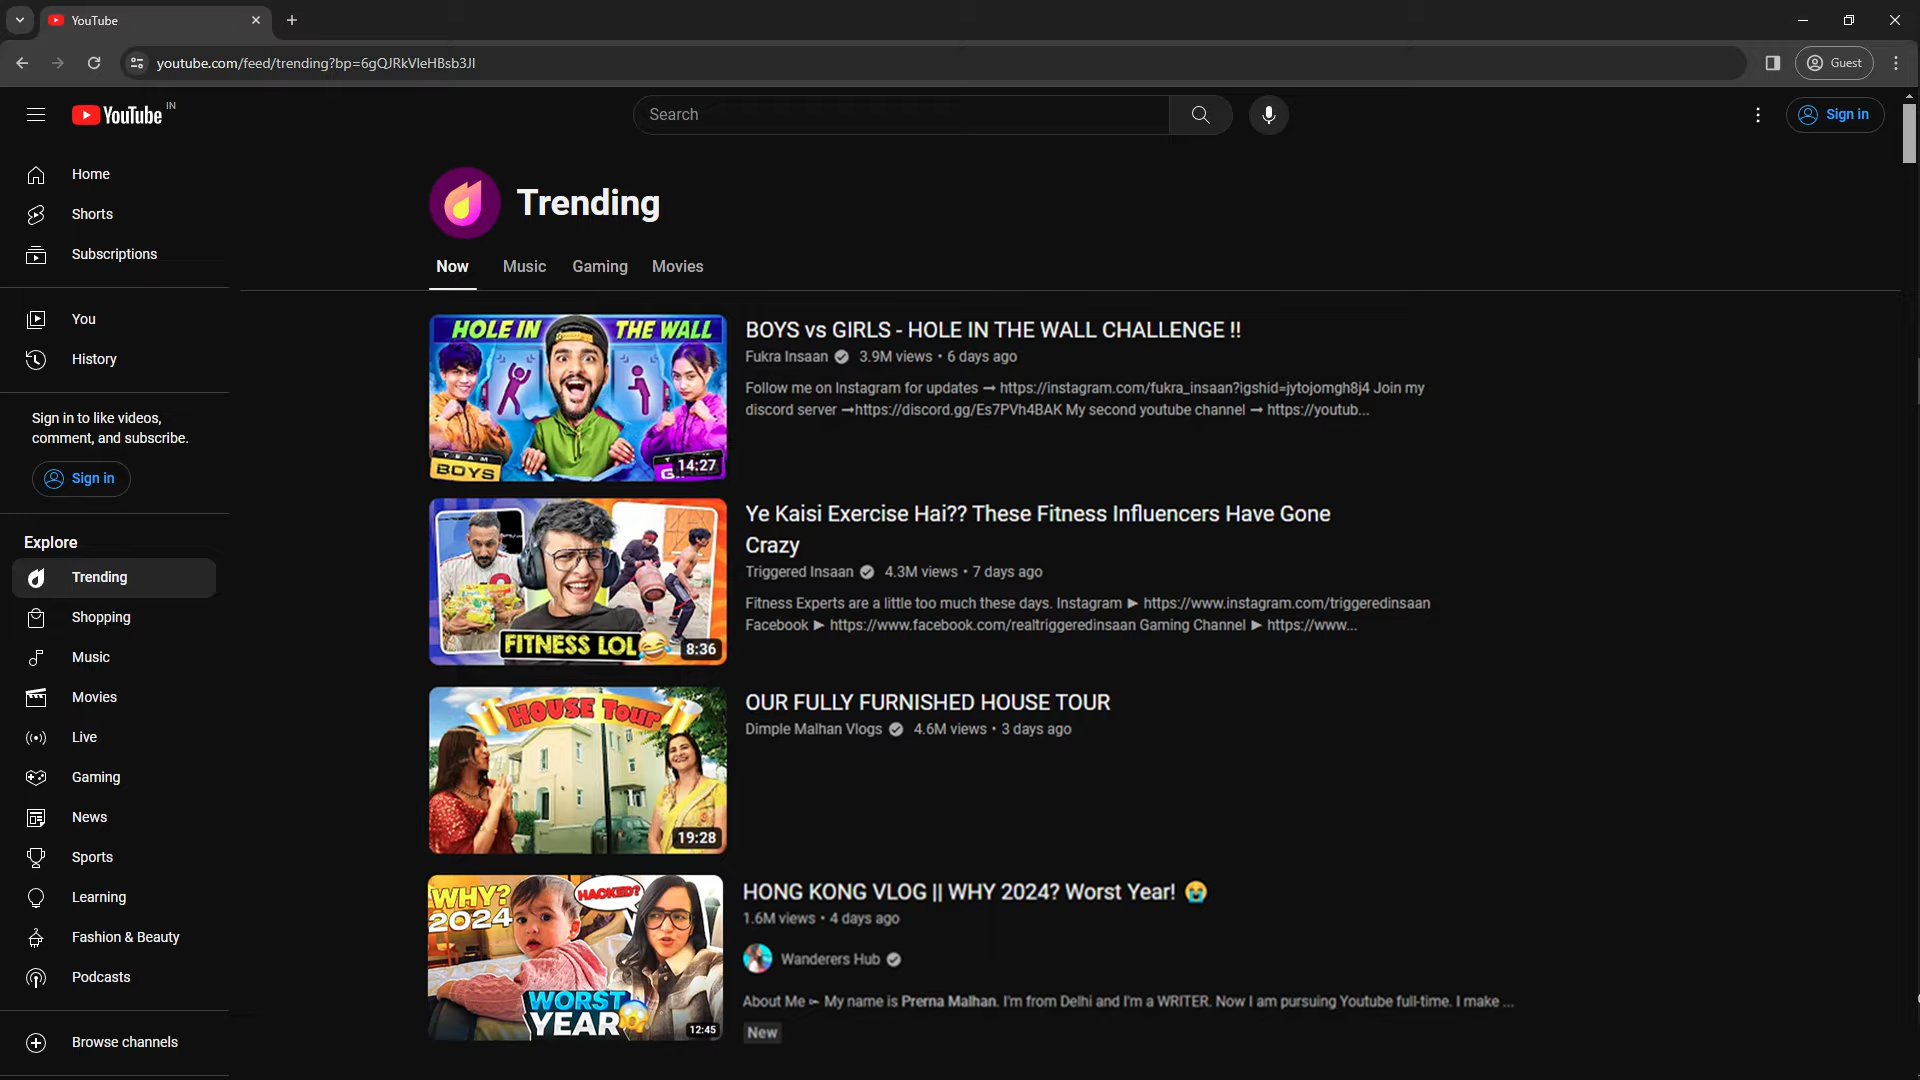 YouTube
youtube.com/feed/trending?bp=6gQJRkVleHBsb3Jl
Guest
YouTube IN
Search
Sign in
Home
Shorts
Subscriptions
You
History
Sign in to like videos,
comment, and subscribe.
Sign in
Explore
Trending
Shopping
Music
Movies
Live
Gaming
News
Sports
Learning
Fashion & Beauty
Podcasts
Browse channels
Trending
Now Music Gaming Movies
HOLE IN THE WALL
TEAM
BOYS
14:27
BOYS vs GIRLS - HOLE IN THE WALL CHALLENGE !!
Fukra Insaan 3.9M views • 6 days ago
Follow me on Instagram for updates → https://instagram.com/fukra_insaan?igshid=jytojomgh8j4 Join my
discord server →https://discord.gg/Es7PVh4BAK My second youtube channel → https://youtub...
FITNESS LOL
8:36
Ye Kaisi Exercise Hai?? These Fitness Influencers Have Gone
Crazy
Triggered Insaan 4.3M views • 7 days ago
Fitness Experts are a little too much these days. Instagram ► https://www.instagram.com/triggeredinsaan
Facebook ► https://www.facebook.com/realtriggeredinsaan Gaming Channel ► https://www...
HOUSE TOUR
19:28
OUR FULLY FURNISHED HOUSE TOUR
Dimple Malhan Vlogs 4.6M views • 3 days ago
WHY?
2024
HACKED?
WORST
YEAR
12:45
HONG KONG VLOG || WHY 2024? Worst Year! 😭
1.6M views • 4 days ago
Wanderers Hub
About Me ➳ My name is Prerna Malhan. I'm from Delhi and I'm a WRITER. Now I am pursuing Youtube full-time. I make ...
New